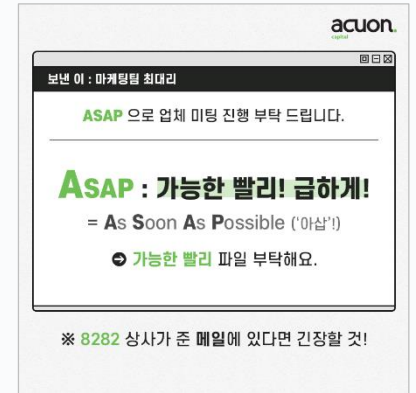 acuon.
capital
보낸 이 : 마케팅팀 최대리
ASAP 으로 업체 미팅 진행 부탁 드립니다.
ASAP : 가능한 빨리! 급하게!
= As Soon As Possible ('아삽'!)
➲ 가능한 빨리 파일 부탁해요.
※ 8282 상사가 준 메일에 있다면 긴장할 것!